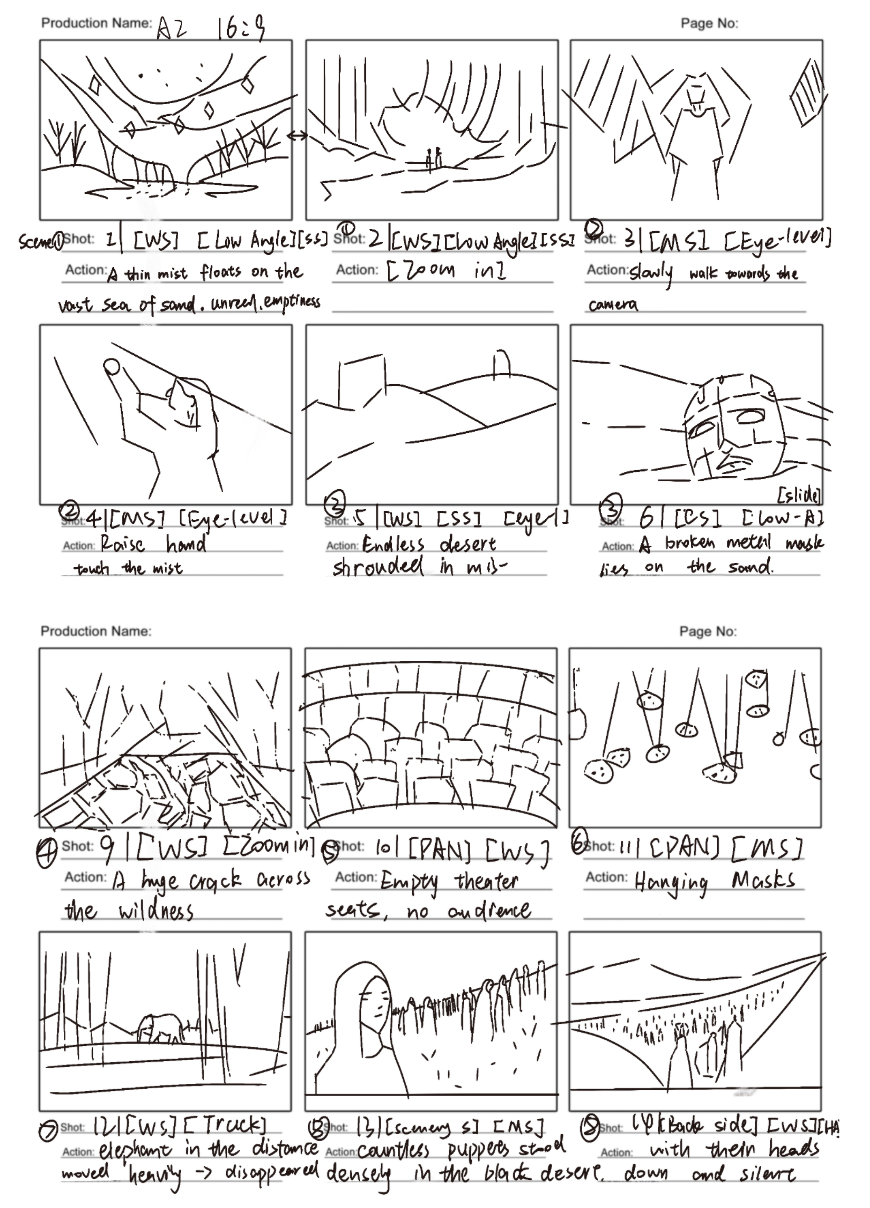 Production Name: A2 16:9
Page No:
Scene① Shot: 1 | [WS] [Low Angle] [SS]
Action: A thin mist floats on the
vast sea of sand. unreal. emptiness
① Shot: 2 | [WS] [Low Angle] [SS]
Action: [Zoom in]
② Shot: 3 | [MS] [Eye-level]
Action: slowly walk towards the
camera
② Shot: 4 | [MS] [Eye-level]
Action: Raise hand
touch the mist
③ Shot: 5 | [WS] [SS] [eye-l]
Action: Endless desert
shrouded in mis-
[slide]
③ Shot: 6 | [CS] [Low-A]
Action: A broken metal mask
lies on the sand.
Production Name:
Page No:
④ Shot: 9 | [WS] [Zoom in]
Action: A huge crack across
the wildness
⑤ Shot: 10 | [PAN] [WS]
Action: Empty theater
seats, no audience
⑥ Shot: 11 | [PAN] [MS]
Action: Hanging Masks
⑦ Shot: 12 | [WS] [Track]
Action: elephant in the distance
moved heavily -> disappeared
⑧ Shot: 13 | [scenery s] [MS]
Action: countless puppets stood
densely in the black desert.
⑧ Shot: 14 [Back side] [WS] [HA
Action: with their heads
down and silent